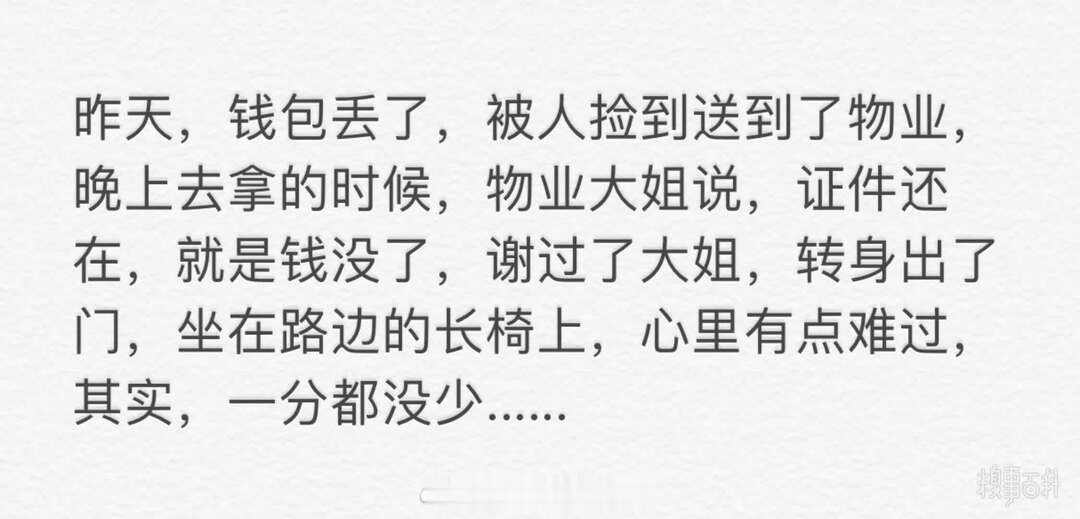 昨天，钱包丢了，被人捡到送到了物业，
晚上去拿的时候，物业大姐说，证件还
在，就是钱没了，谢过了大姐，转身出了
门，坐在路边的长椅上，心里有点难过，
其实，一分都没少……
糗事百科